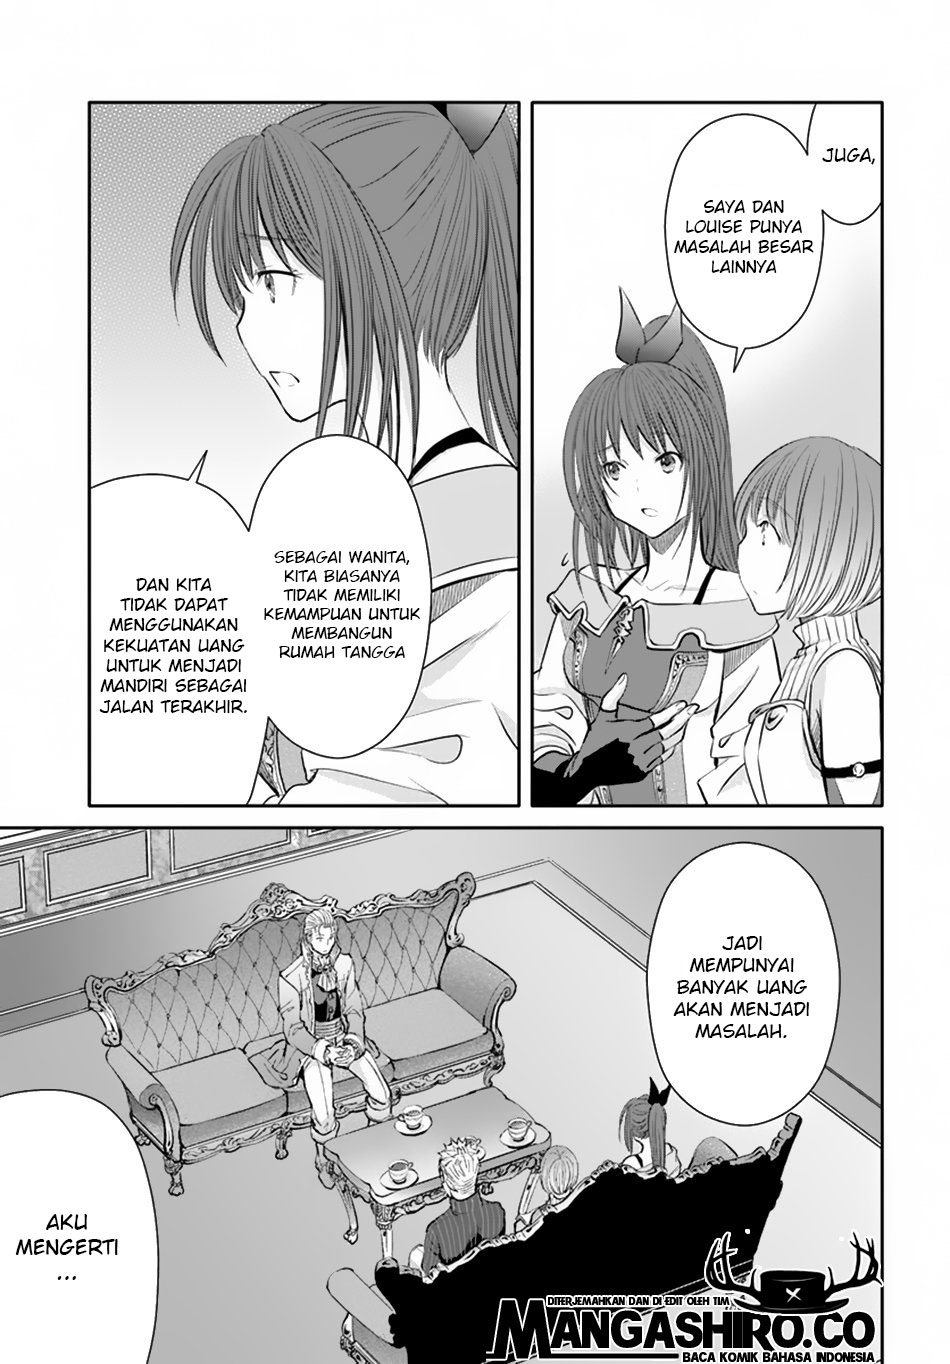 JUGA,
SAYA DAN
LOUISE PUNYA
MASALAH BESAR
LAINNYA
SEBAGAI WANITA,
KITA BIASANYA
TIDAK MEMILIKI
KEMAMPUAN UNTUK
MEMBANGUN
RUMAH TANGGA
DAN KITA
TIDAK DAPAT
MENGGUNAKAN
KEKUATAN UANG
UNTUK MENJADI
MANDIRI SEBAGAI
JALAN TERAKHIR.
JADI
MEMPUNYAI
BANYAK UANG
AKAN MENJADI
MASALAH.
AKU
MENGERTI
...
DITERJEMAHKAN DAN DI EDIT OLEH TIM
MANGASHIRO.CO
BACA KOMIK BAHASA INDONESIA